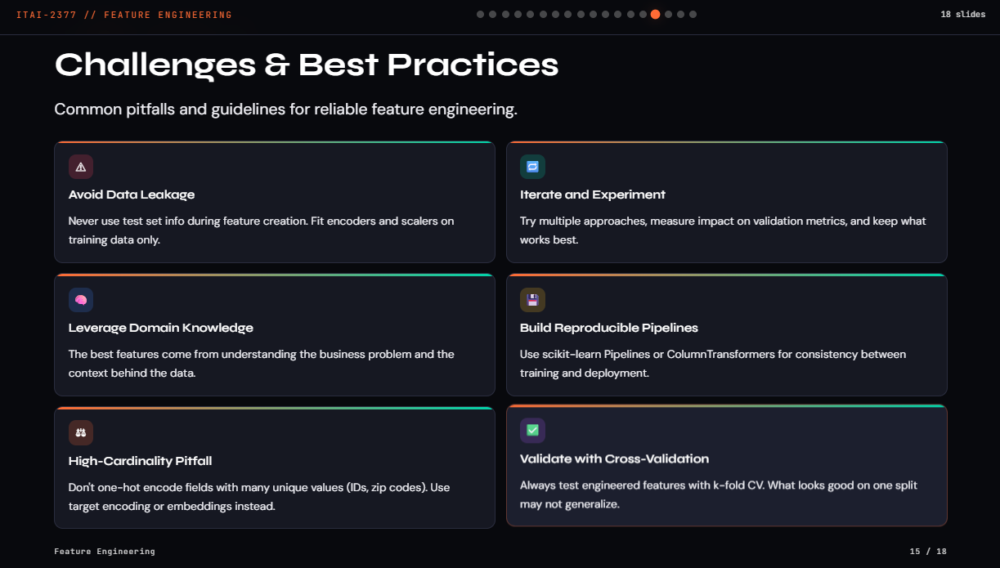 ITAI-2377 // FEATURE ENGINEERING
18 slides
Challenges & Best Practices
Common pitfalls and guidelines for reliable feature engineering.
Avoid Data Leakage
Never use test set info during feature creation. Fit encoders and scalers on
training data only.
Iterate and Experiment
Try multiple approaches, measure impact on validation metrics, and keep what
works best.
Leverage Domain Knowledge
The best features come from understanding the business problem and the
context behind the data.
Build Reproducible Pipelines
Use scikit-learn Pipelines or ColumnTransformers for consistency between
training and deployment.
High-Cardinality Pitfall
Don't one-hot encode fields with many unique values (IDs, zip codes). Use
target encoding or embeddings instead.
Validate with Cross-Validation
Always test engineered features with k-fold CV. What looks good on one split
may not generalize.
Feature Engineering
15 / 18